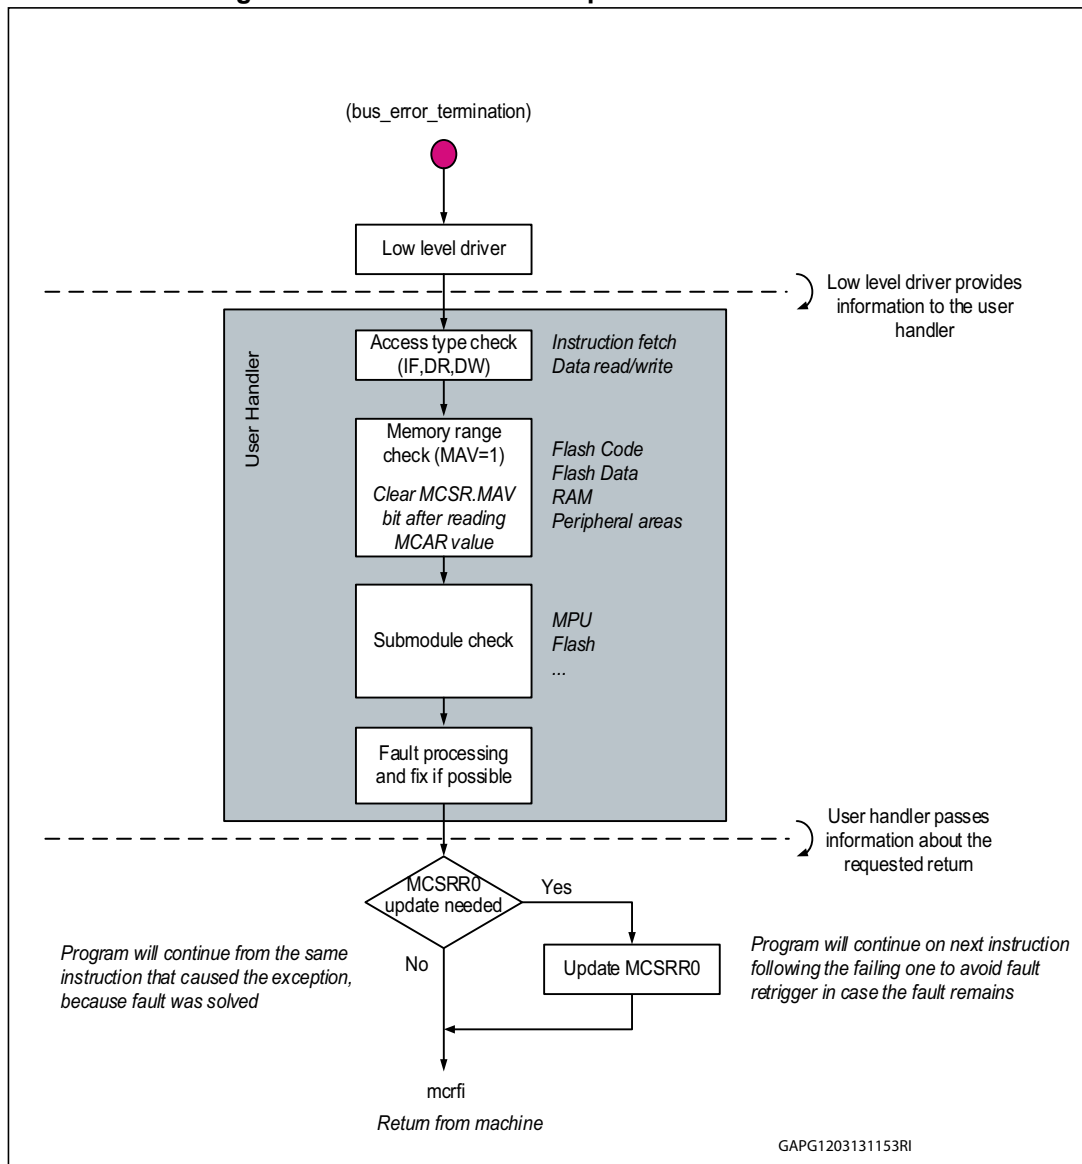 (bus_error_termination)
Low level driver
Low level driver provides
information to the user
handler
User Handler
Access type check
(IF,DR,DW)
Instruction fetch
Data read/write
Memory range
check (MAV=1)
Clear MCSR.MAV
bit after reading
MCAR value
Flash Code
Flash Data
RAM
Peripheral areas
Submodule check
MPU
Flash
...
Fault processing
and fix if possible
User handler passes
information about the
requested return
MCSRR0
update needed
Yes
No
Program will continue from the same
instruction that caused the exception,
because fault was solved
Update MCSRR0
Program will continue on next instruction
following the failing one to avoid fault
retrigger in case the fault remains
mcrfi
Return from machine
GAPG1203131153RI